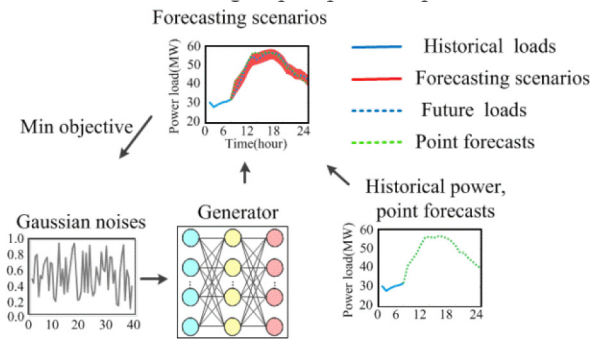 Forecasting scenarios
Power load(MW)
60
50
40
30
20
0 6 12 18 24
Time(hour)
Historical loads
Forecasting scenarios
Future loads
Point forecasts
Min objective
Gaussian noises
1.0
0.8
0.6
0.4
0.2
0.0
0 10 20 30 40
Generator
Historical power,
point forecasts
Power load(MW)
60
50
40
30
20
0 6 12 18 24